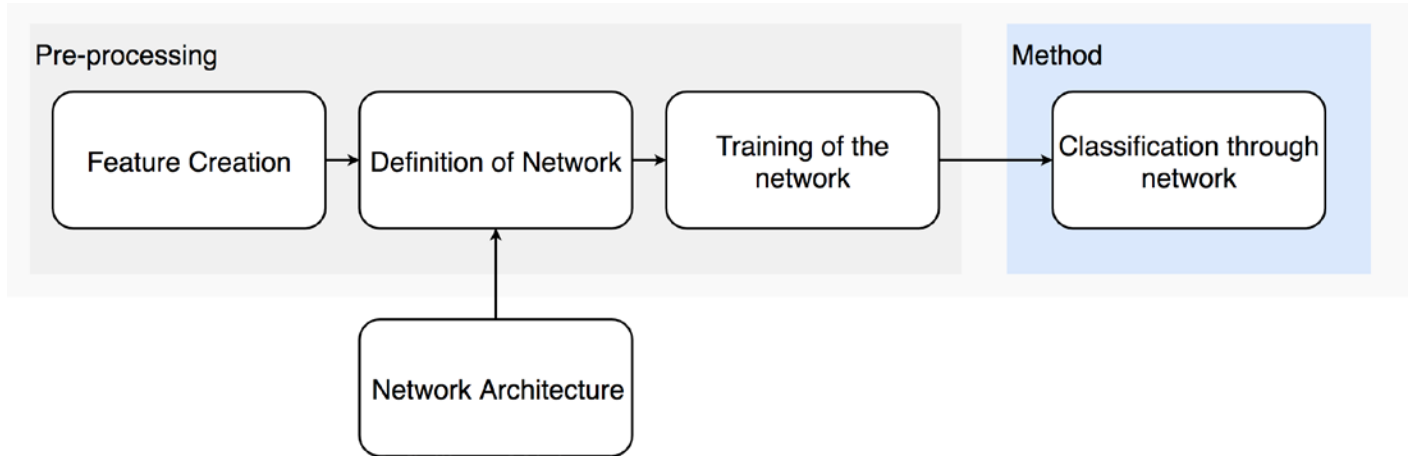 Pre-processing
Feature Creation
Definition of Network
Training of the
network
Method
Classification through
network
Network Architecture